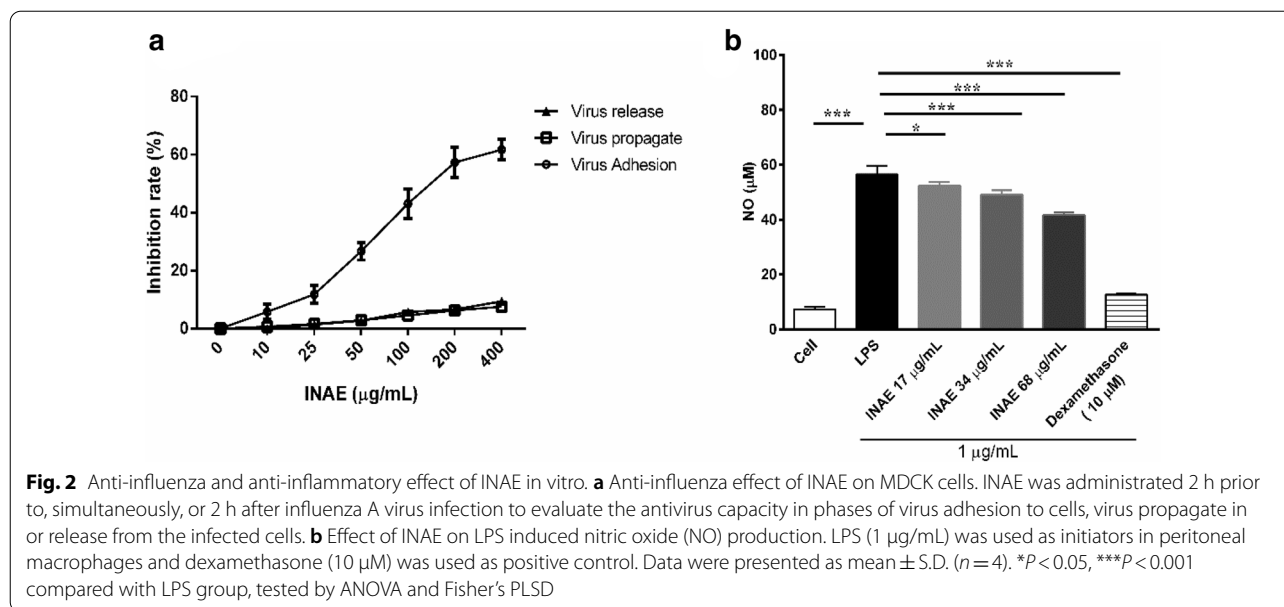 a
80
60
40
20
0
Inhibition rate (%)
0 10 25 50 100 200 400
INAE (μg/mL)
Virus release
Virus propagate
Virus Adhesion
b
100
80
60
40
20
0
NO (μM)
***
***
***
***
*
Cell
LPS
INAE 17 μg/mL
INAE 34 μg/mL
INAE 68 μg/mL
Dexamethasone
( 10 μM)
1 μg/mL
Fig. 2 Anti-influenza and anti-inflammatory effect of INAE in vitro. a Anti-influenza effect of INAE on MDCK cells. INAE was administrated 2 h prior
to, simultaneously, or 2 h after influenza A virus infection to evaluate the antivirus capacity in phases of virus adhesion to cells, virus propagate in
or release from the infected cells. b Effect of INAE on LPS induced nitric oxide (NO) production. LPS (1 μg/mL) was used as initiators in peritoneal
macrophages and dexamethasone (10 μM) was used as positive control. Data were presented as mean ± S.D. (n = 4). *P < 0.05, ***P < 0.001
compared with LPS group, tested by ANOVA and Fisher's PLSD